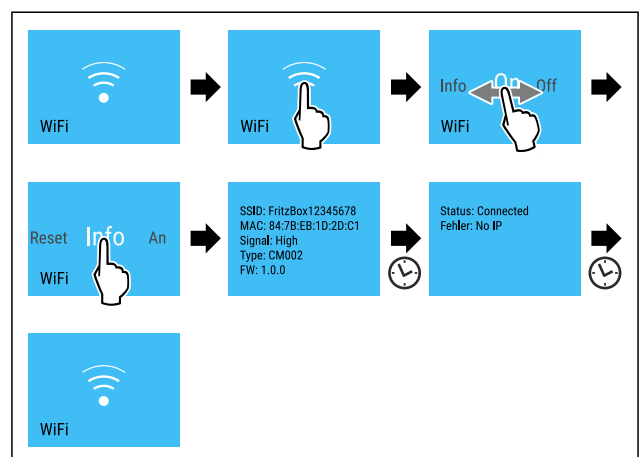 WiFi
WiFi
Info On Off
WiFi
Reset Info An
WiFi
SSID: FritzBox12345678
MAC: 84:7B:EB:1D:2D:C1
Signal: High
Type: CM002
FW: 1.0.0
Status: Connected
Fehler: No IP
WiFi